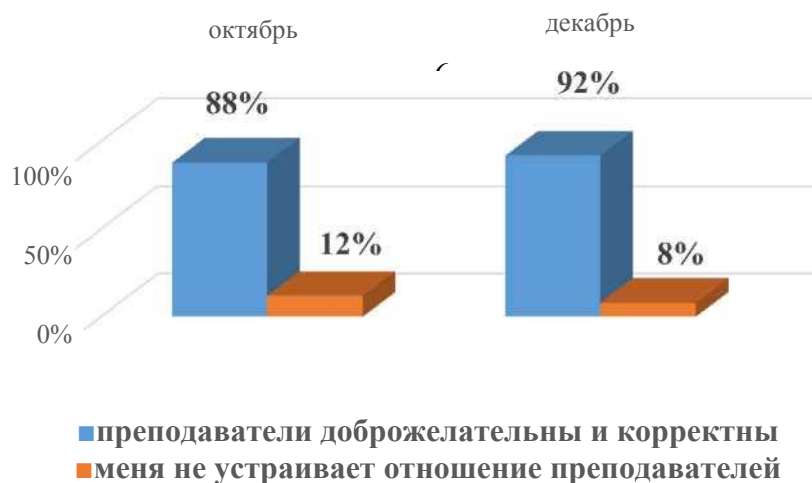 октябрь
декабрь
88%
92%
100%
12%
8%
50%
0%
преподаватели доброжелательны и корректны
меня не устраивает отношение преподавателей